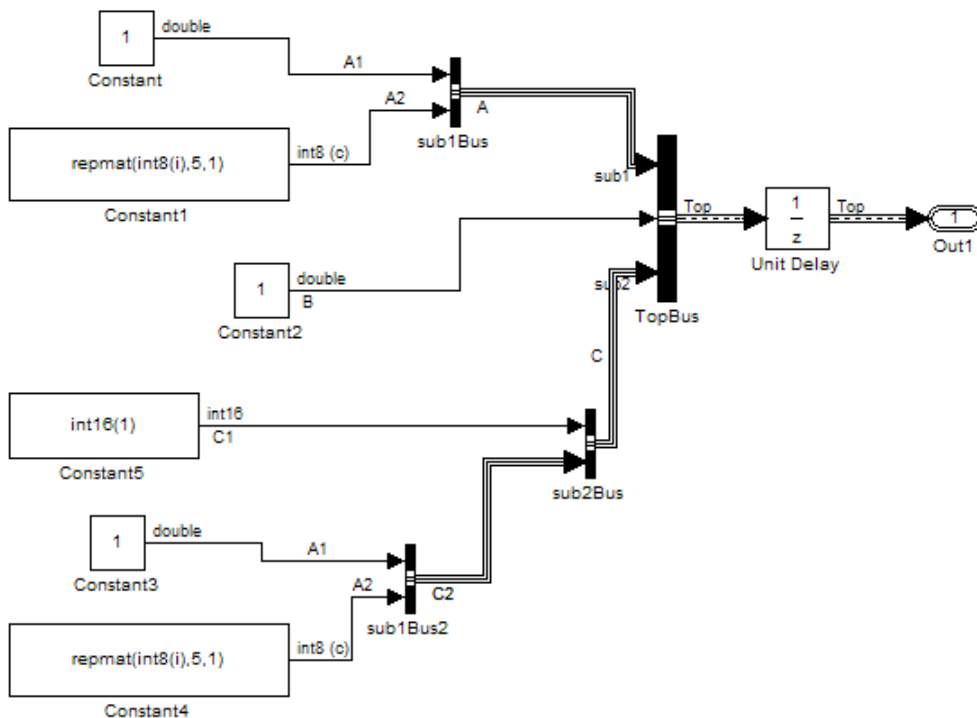 1
double
Constant
A1
A2
A
sub1Bus
repmat(int8(i),5,1)
int8 (c)
Constant1
sub1
1
double
B
Constant2
sub2
TopBus
Top
1
z
Unit Delay
Top
1
Out1
C
int16(1)
int16
C1
Constant5
sub2Bus
1
double
Constant3
A1
A2
C2
sub1Bus2
repmat(int8(i),5,1)
int8 (c)
Constant4